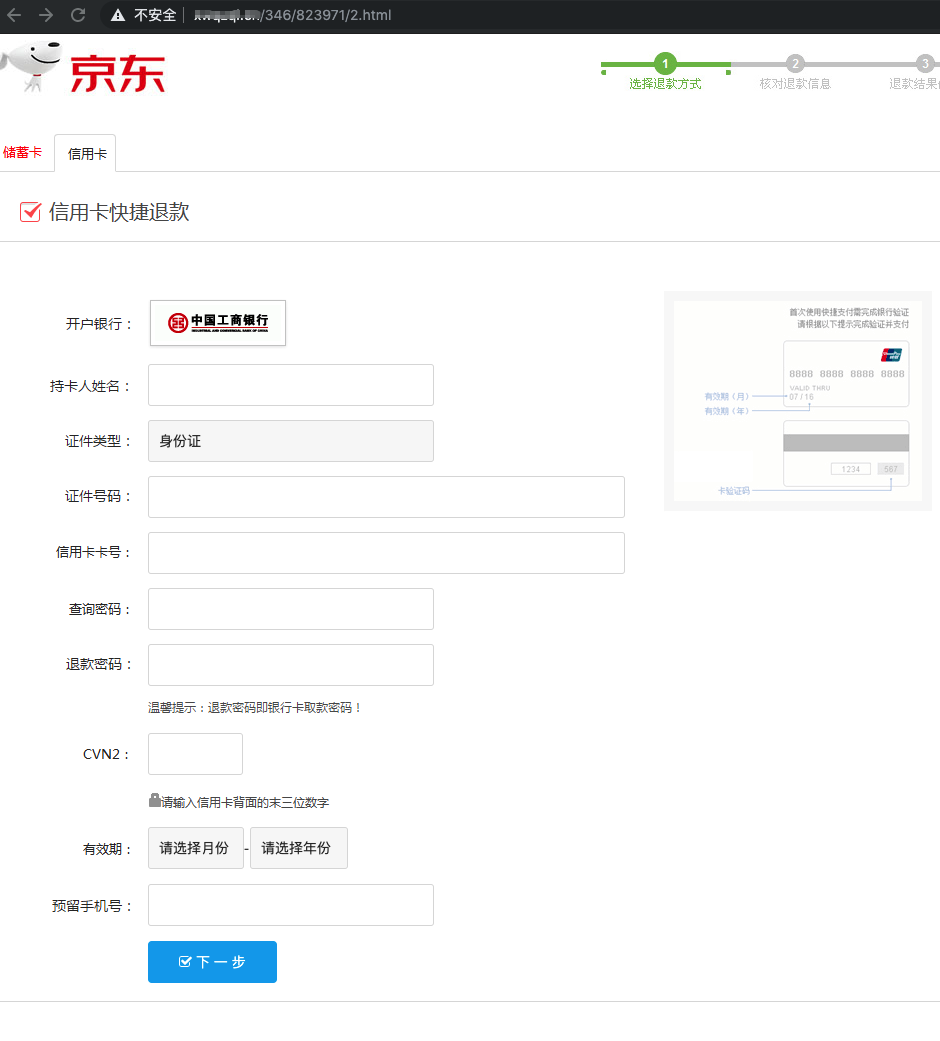 不安全 /346/823971/2.html
京东
1 2 3
选择退款方式 核对退款信息 退款结果
储蓄卡 信用卡
信用卡快捷退款
首次使用快捷支付需完成银行验证
请根据以下提示完成验证并支付
开户银行： 中国工商银行
INDUSTRIAL AND COMMERCIAL BANK OF CHINA
8888 8888 8888 8888
VALID THRU
有效期（月） 07 / 16
有效期（年）
1234 567
卡验证码
持卡人姓名：
证件类型： 身份证
证件号码：
信用卡卡号：
查询密码：
退款密码：
温馨提示：退款密码即银行卡取款密码！
CVN2：
请输入信用卡背面的末三位数字
有效期： 请选择月份 - 请选择年份
预留手机号：
下 一 步